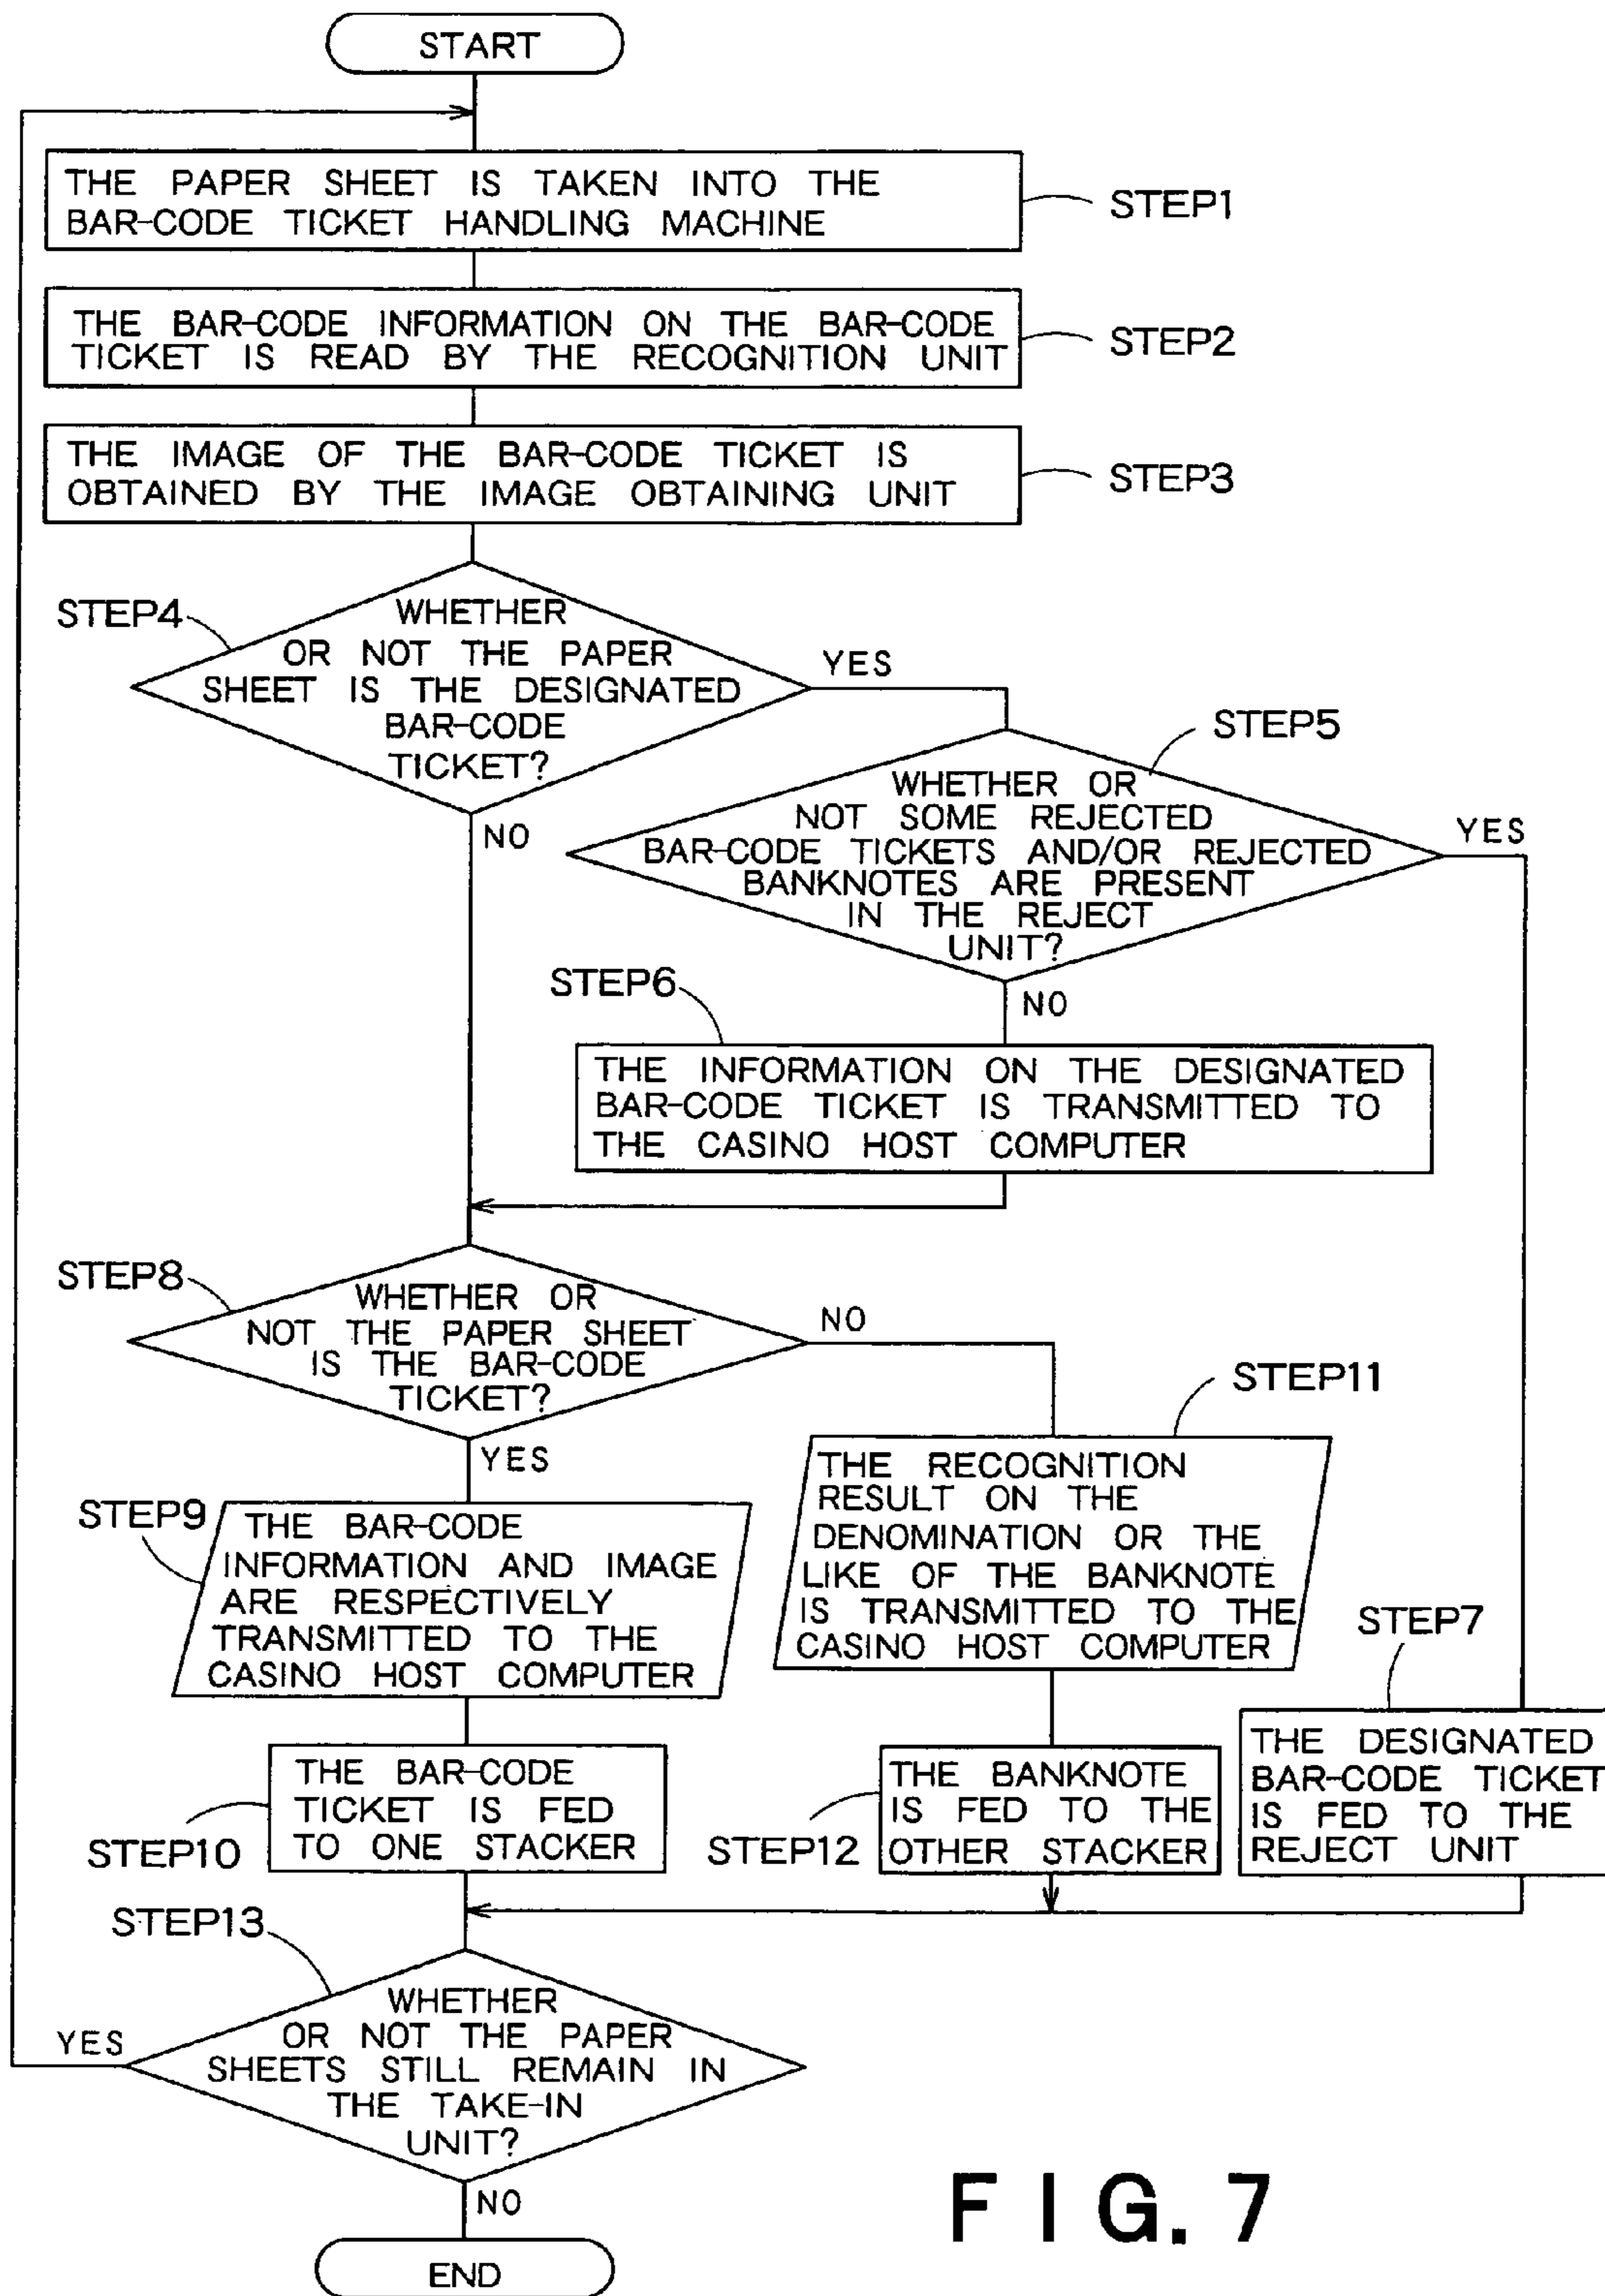 START
THE PAPER SHEET IS TAKEN INTO THE
BAR-CODE TICKET HANDLING MACHINE
STEP1
THE BAR-CODE INFORMATION ON THE BAR-CODE
TICKET IS READ BY THE RECOGNITION UNIT
STEP2
THE IMAGE OF THE BAR-CODE TICKET IS
OBTAINED BY THE IMAGE OBTAINING UNIT
STEP3
STEP4
WHETHER
OR NOT THE PAPER
SHEET IS THE DESIGNATED
BAR-CODE
TICKET?
YES
NO
STEP5
WHETHER OR
NOT SOME REJECTED
BAR-CODE TICKETS AND/OR REJECTED
BANKNOTES ARE PRESENT
IN THE REJECT
UNIT?
YES
NO
STEP6
THE INFORMATION ON THE DESIGNATED
BAR-CODE TICKET IS TRANSMITTED TO
THE CASINO HOST COMPUTER
STEP8
WHETHER OR
NOT THE PAPER SHEET
IS THE BAR-CODE
TICKET?
NO
YES
STEP9
THE BAR-CODE
INFORMATION AND IMAGE
ARE RESPECTIVELY
TRANSMITTED TO THE
CASINO HOST COMPUTER
STEP11
THE RECOGNITION
RESULT ON THE
DENOMINATION OR THE
LIKE OF THE BANKNOTE
IS TRANSMITTED TO THE
CASINO HOST COMPUTER
STEP7
THE DESIGNATED
BAR-CODE TICKET
IS FED TO THE
REJECT UNIT
STEP10
THE BAR-CODE
TICKET IS FED
TO ONE STACKER
STEP12
THE BANKNOTE
IS FED TO THE
OTHER STACKER
STEP13
WHETHER
OR NOT THE PAPER
SHEETS STILL REMAIN IN
THE TAKE-IN
UNIT?
YES
NO
END
FIG. 7